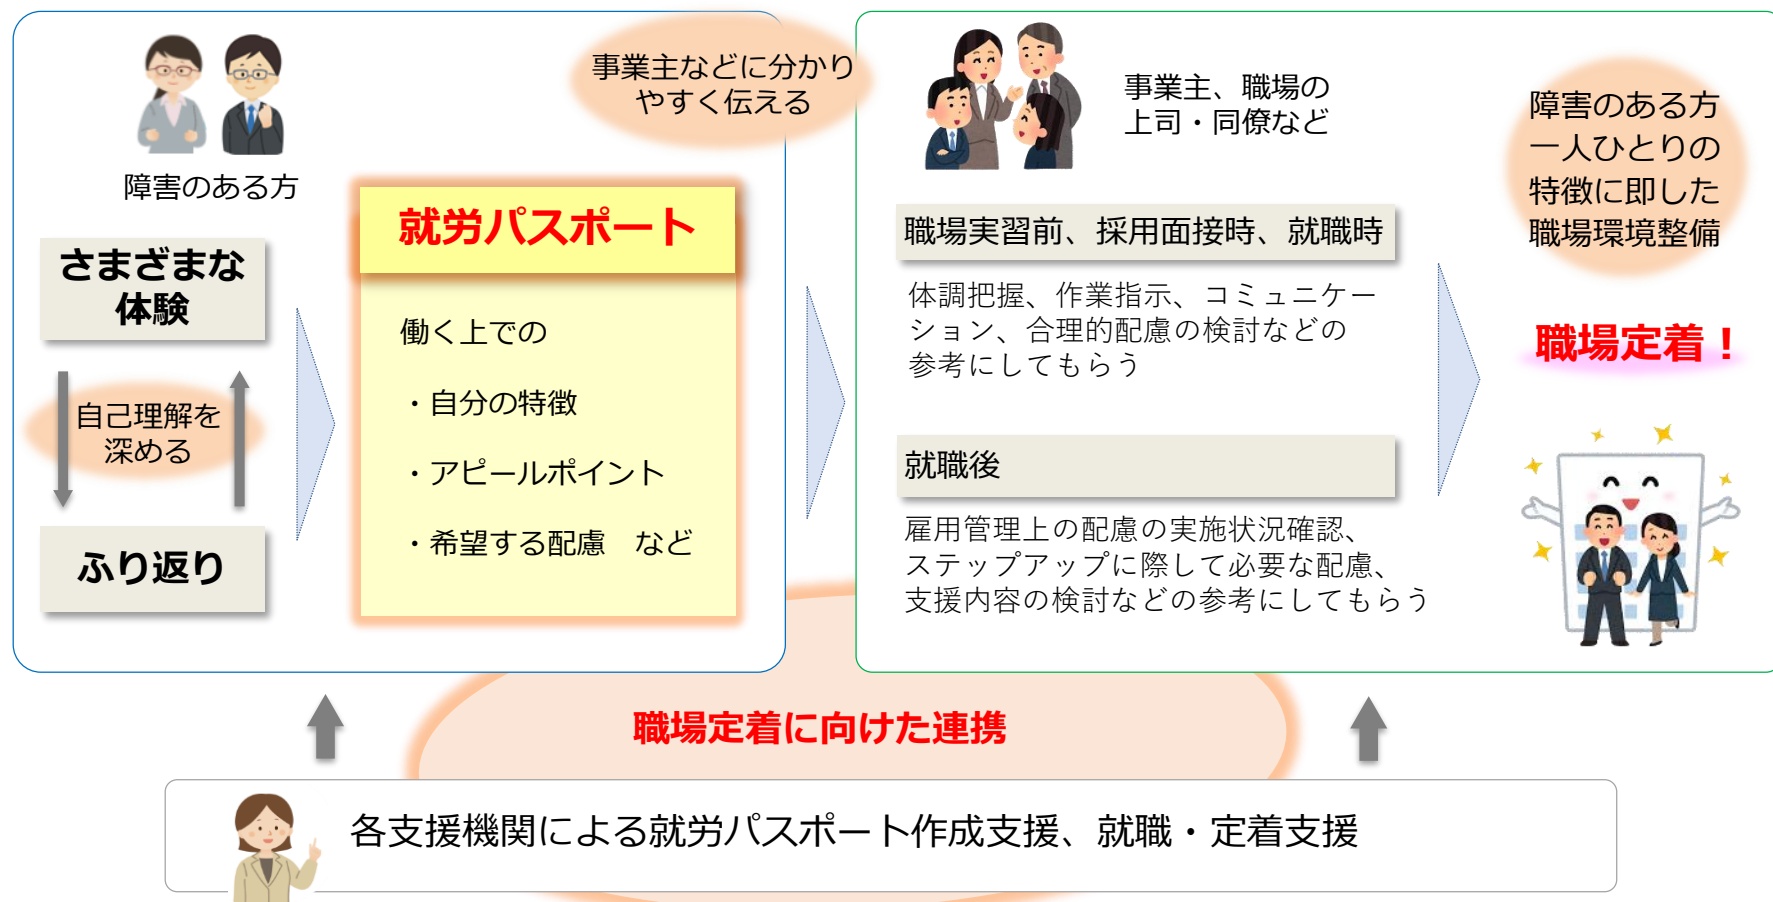 障害のある方
さまざまな
体験
自己理解を
深める
ふり返り
事業主などに分かり
やすく伝える
就労パスポート
働く上での
・自分の特徴
・アピールポイント
・希望する配慮　など
事業主、職場の
上司・同僚など
職場実習前、採用面接時、就職時
体調把握、作業指示、コミュニケー
ション、合理的配慮の検討などの
参考にしてもらう
就職後
雇用管理上の配慮の実施状況確認、
ステップアップに際して必要な配慮、
支援内容の検討などの参考にしてもらう
障害のある方
一人ひとりの
特徴に即した
職場環境整備
職場定着！
職場定着に向けた連携
各支援機関による就労パスポート作成支援、就職・定着支援